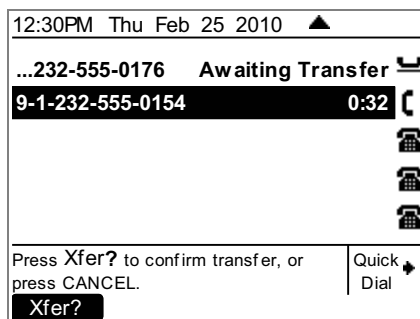 12:30PM Thu Feb 25 2010
...232-555-0176 Awaiting Transfer
9-1-232-555-0154 0:32
Press Xfer? to confirm transfer, or
press CANCEL.
Quick
Dial
Xfer?